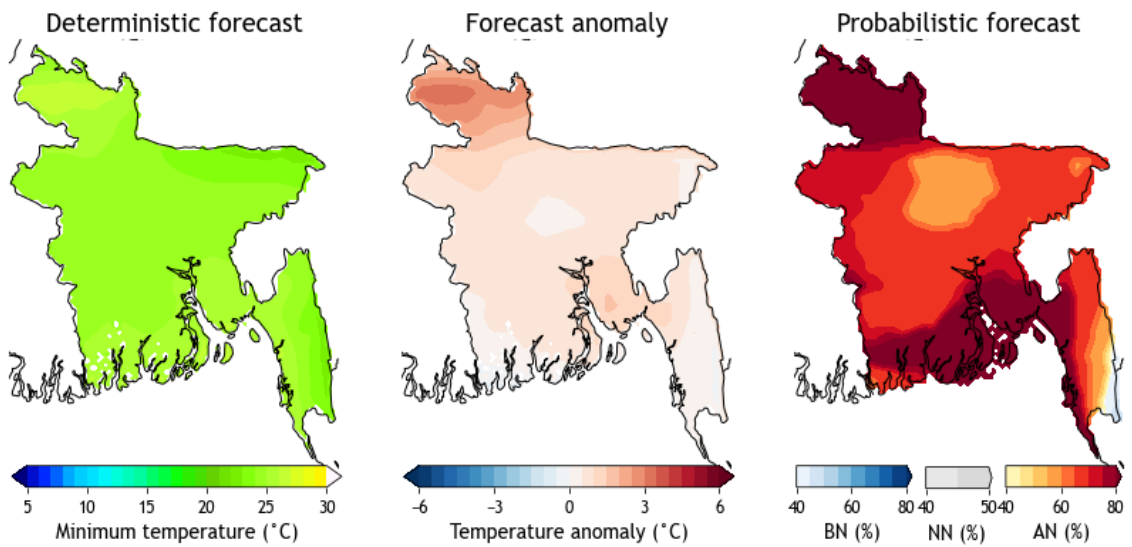 Deterministic forecast
Forecast anomaly
Probabilistic forecast
5 10 15 20 25 30
Minimum temperature (˚C)
−6 −3 0 3 6
Temperature anomaly (˚C)
40 60 80
BN (%)
40 50
NN (%)
40 60 80
AN (%)